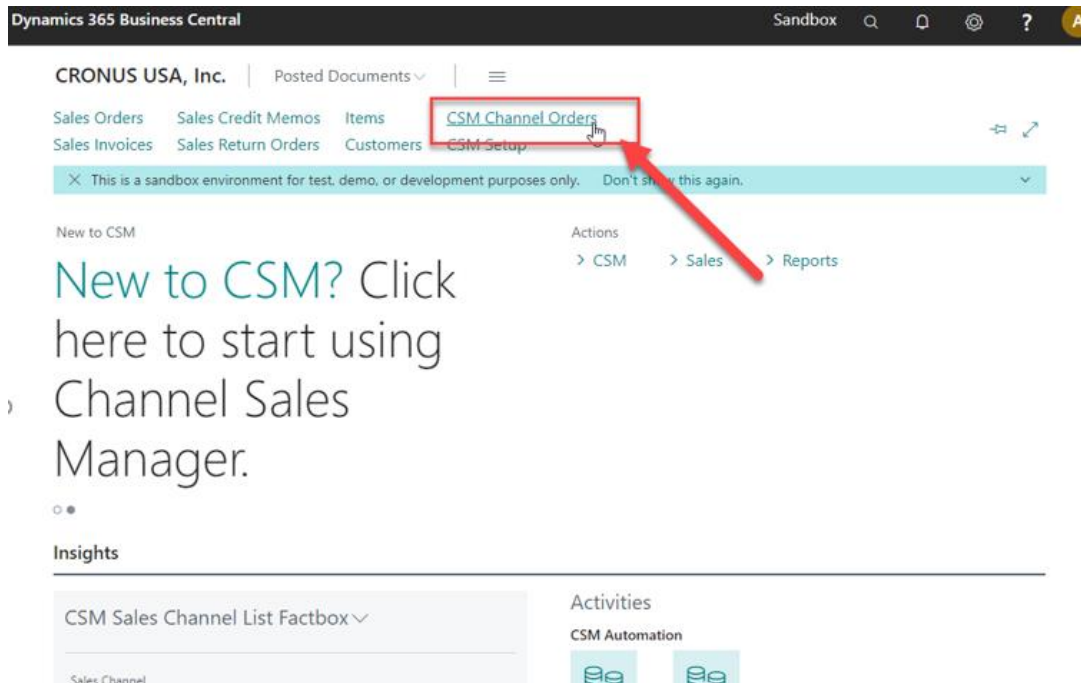 Dynamics 365 Business Central Sandbox ?
CRONUS USA, Inc. Posted Documents
Sales Orders Sales Credit Memos Items CSM Channel Orders
Sales Invoices Sales Return Orders Customers CSM Setup
This is a sandbox environment for test, demo, or development purposes only. Don't show this again.
New to CSM
New to CSM? Click
here to start using
Channel Sales
Manager.
Actions
> CSM > Sales > Reports
Insights
CSM Sales Channel List Factbox
Sales Channel
Activities
CSM Automation